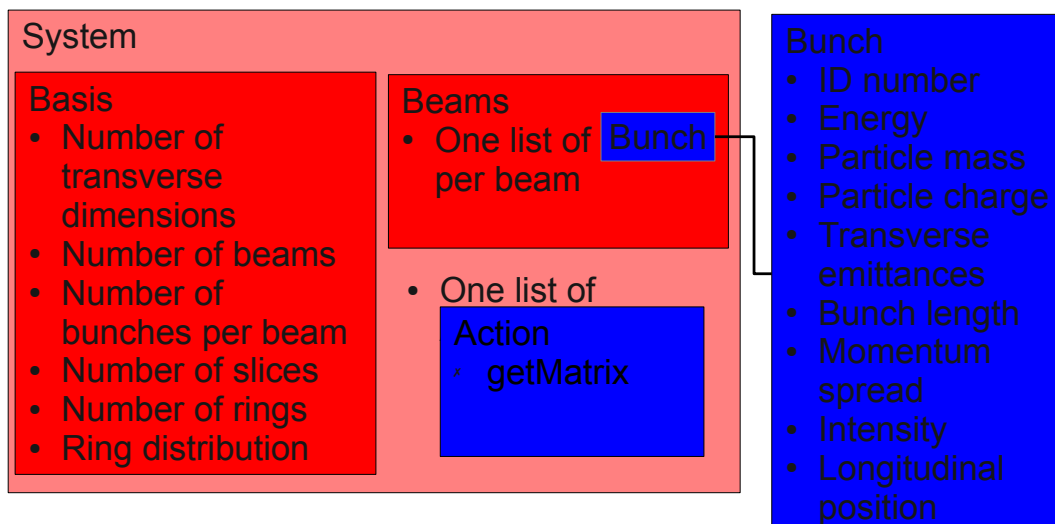 System
Basis
• Number of
transverse
dimensions
• Number of beams
• Number of
bunches per beam
• Number of slices
• Number of rings
• Ring distribution
Beams
• One list of Bunch
per beam
• One list of
Action
x getMatrix
Bunch
• ID number
• Energy
• Particle mass
• Particle charge
• Transverse
emittances
• Bunch length
• Momentum
spread
• Intensity
• Longitudinal
position